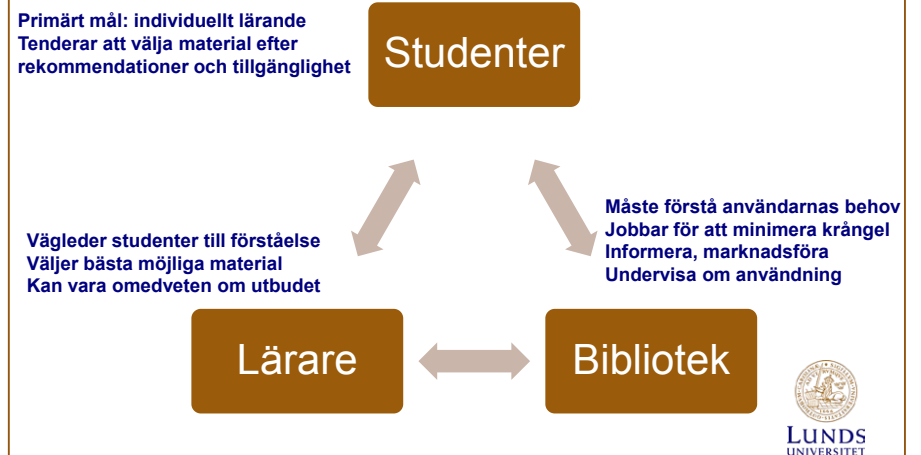 Primärt mål: individuellt lärande
Tenderar att välja material efter
rekommendationer och tillgänglighet
Studenter
Vägleder studenter till förståelse
Väljer bästa möjliga material
Kan vara omedveten om utbudet
Måste förstå användarnas behov
Jobbar för att minimera krångel
Informera, marknadsföra
Undervisa om användning
Lärare
Bibliotek
LUNDS
UNIVERSITET